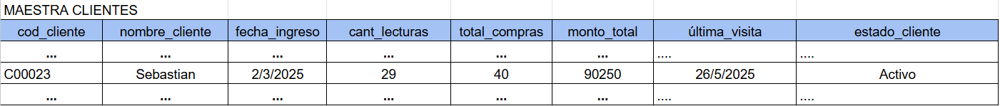 MAESTRA CLIENTES
cod_cliente nombre_cliente fecha_ingreso cant_lecturas total_compras monto_total última_visita estado_cliente
... ... ... ... ... ... .... ....
C00023 Sebastian 2/3/2025 29 40 90250 26/5/2025 Activo
... ... ... ... ... ... .... ....